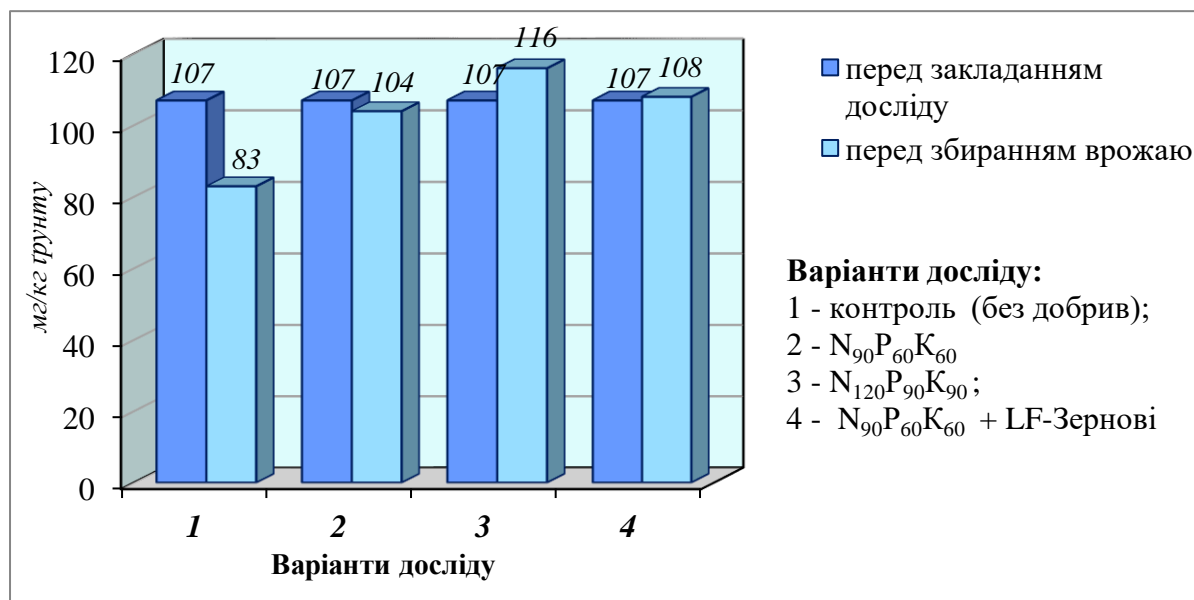 120
100
80
60
40
20
0
мг/кг ґрунту
107
83
107
104
107
116
107
108
1
2
3
4
Варіанти досліду
перед закладанням
досліду
перед збиранням врожаю
Варіанти досліду:
1 - контроль (без добрив);
2 - N₉₀P₆₀K₆₀
3 - N₁₂₀P₉₀K₉₀;
4 - N₉₀P₆₀K₆₀ + LF-Зернові